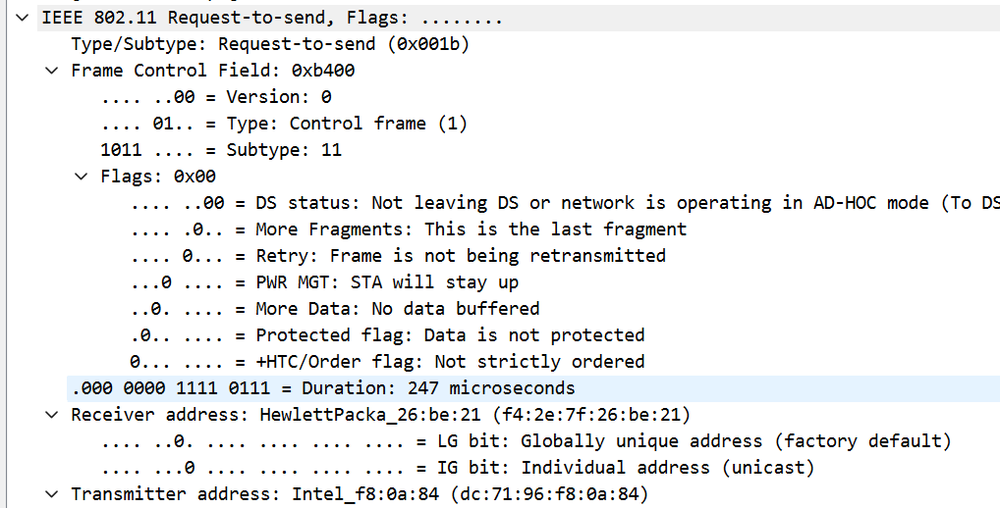 IEEE 802.11 Request-to-send, Flags: ........
Type/Subtype: Request-to-send (0x001b)
Frame Control Field: 0xb400
.... ..00 = Version: 0
.... 01.. = Type: Control frame (1)
1011 .... = Subtype: 11
Flags: 0x00
.... ..00 = DS status: Not leaving DS or network is operating in AD-HOC mode (To DS
.... .0.. = More Fragments: This is the last fragment
.... 0... = Retry: Frame is not being retransmitted
...0 .... = PWR MGT: STA will stay up
..0. .... = More Data: No data buffered
.0.. .... = Protected flag: Data is not protected
0... .... = +HTC/Order flag: Not strictly ordered
.000 0000 1111 0111 = Duration: 247 microseconds
Receiver address: HewlettPacka_26:be:21 (f4:2e:7f:26:be:21)
.... ..0. .... .... .... .... = LG bit: Globally unique address (factory default)
.... ...0 .... .... .... .... = IG bit: Individual address (unicast)
Transmitter address: Intel_f8:0a:84 (dc:71:96:f8:0a:84)